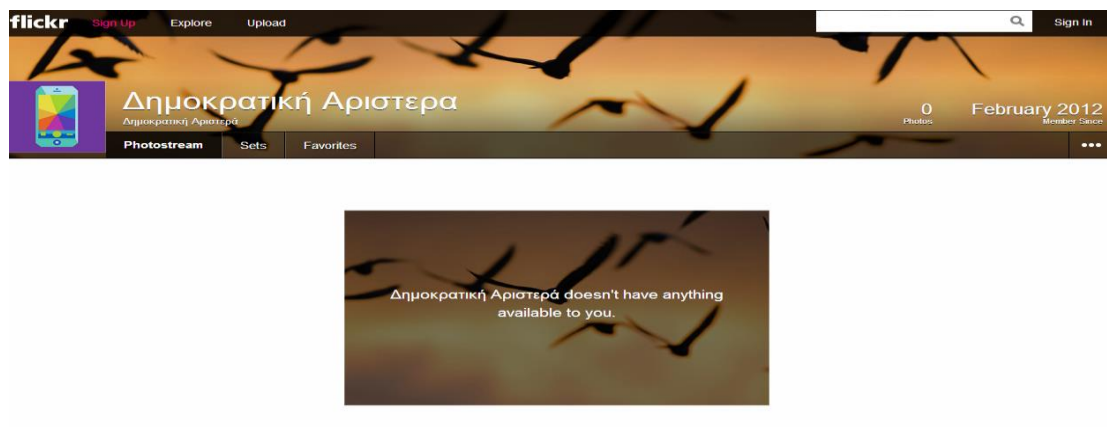 flickr Sign Up Explore Upload Sign In
Δημοκρατική Αριστερα
Δημοκρατική Αριστερά
0 February 2012
Photos Member Since
Photostream Sets Favorites
Δημοκρατική Αριστερά doesn't have anything
available to you.